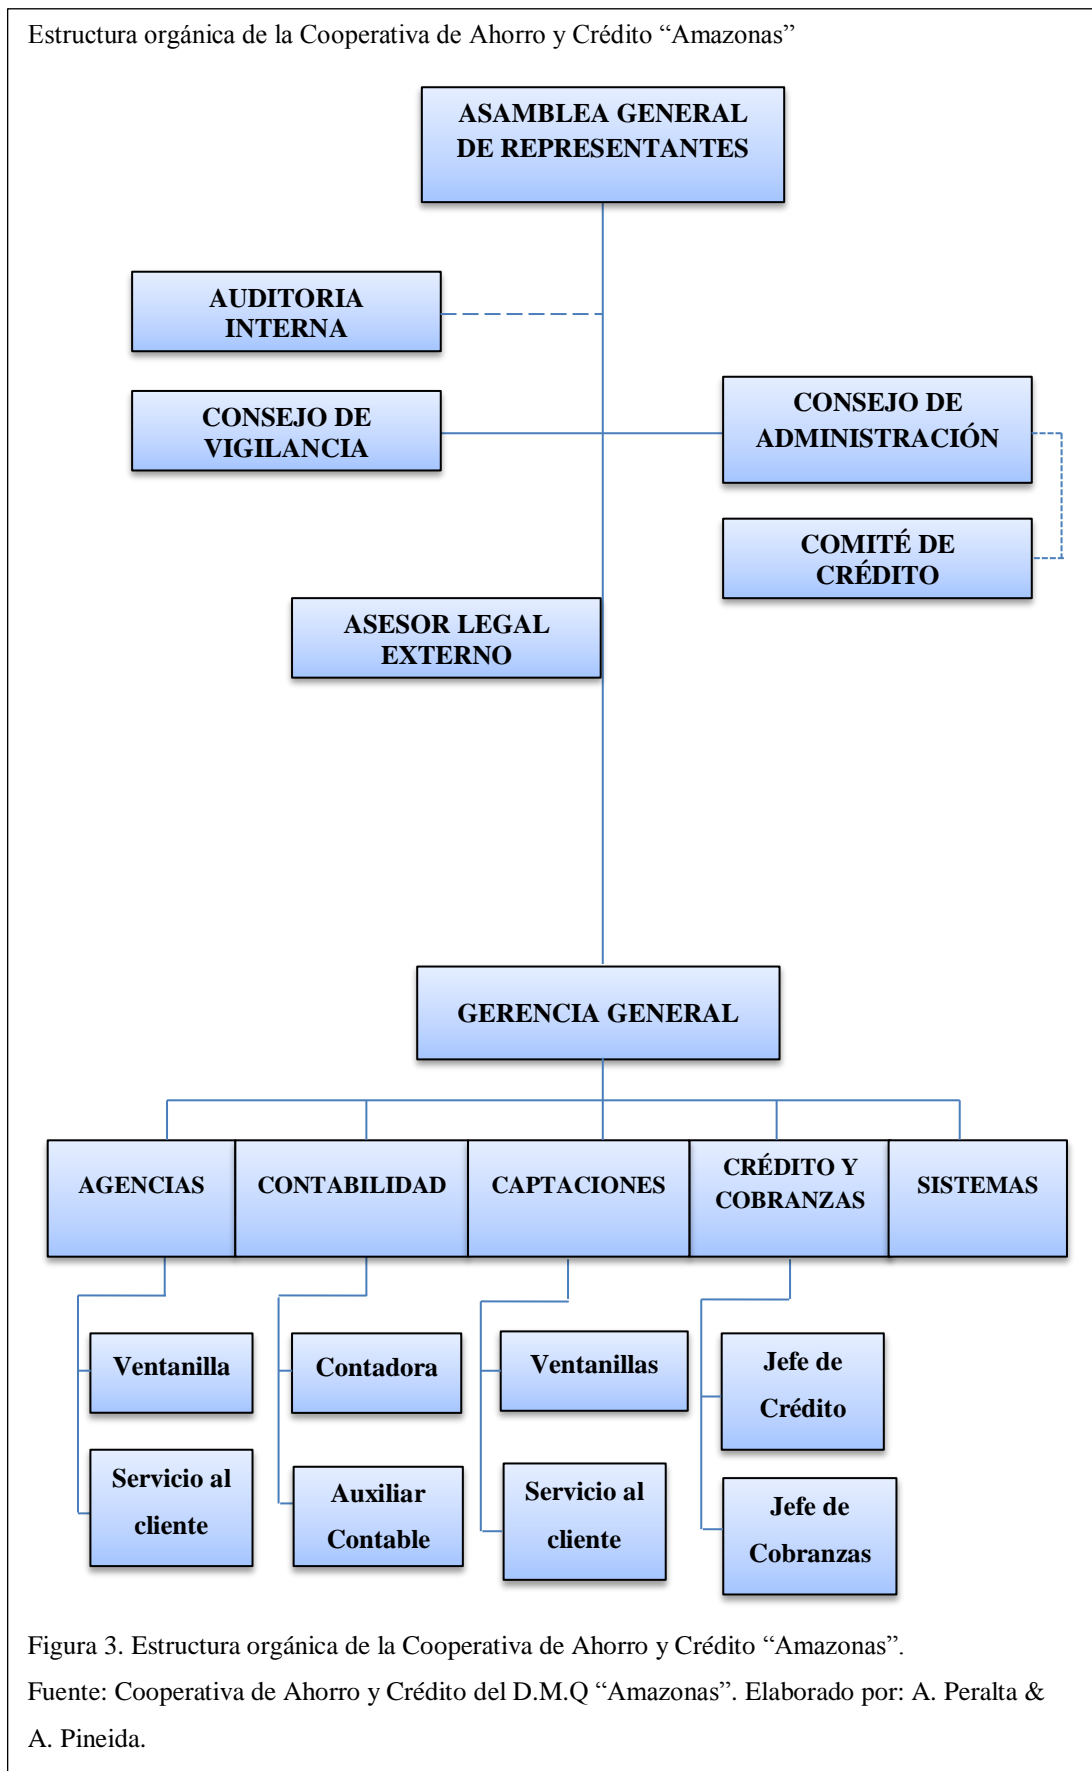 Estructura orgánica de la Cooperativa de Ahorro y Crédito “Amazonas”
ASAMBLEA GENERAL
DE REPRESENTANTES
AUDITORIA
INTERNA
CONSEJO DE
VIGILANCIA
CONSEJO DE
ADMINISTRACIÓN
COMITÉ DE
CRÉDITO
ASESOR LEGAL
EXTERNO
GERENCIA GENERAL
AGENCIAS
CONTABILIDAD
CAPTACIONES
CRÉDITO Y
COBRANZAS
SISTEMAS
Ventanilla
Servicio al
cliente
Contadora
Auxiliar
Contable
Ventanillas
Servicio al
cliente
Jefe de
Crédito
Jefe de
Cobranzas
Figura 3. Estructura orgánica de la Cooperativa de Ahorro y Crédito “Amazonas”.
Fuente: Cooperativa de Ahorro y Crédito del D.M.Q “Amazonas”. Elaborado por: A. Peralta &
A. Pineida.